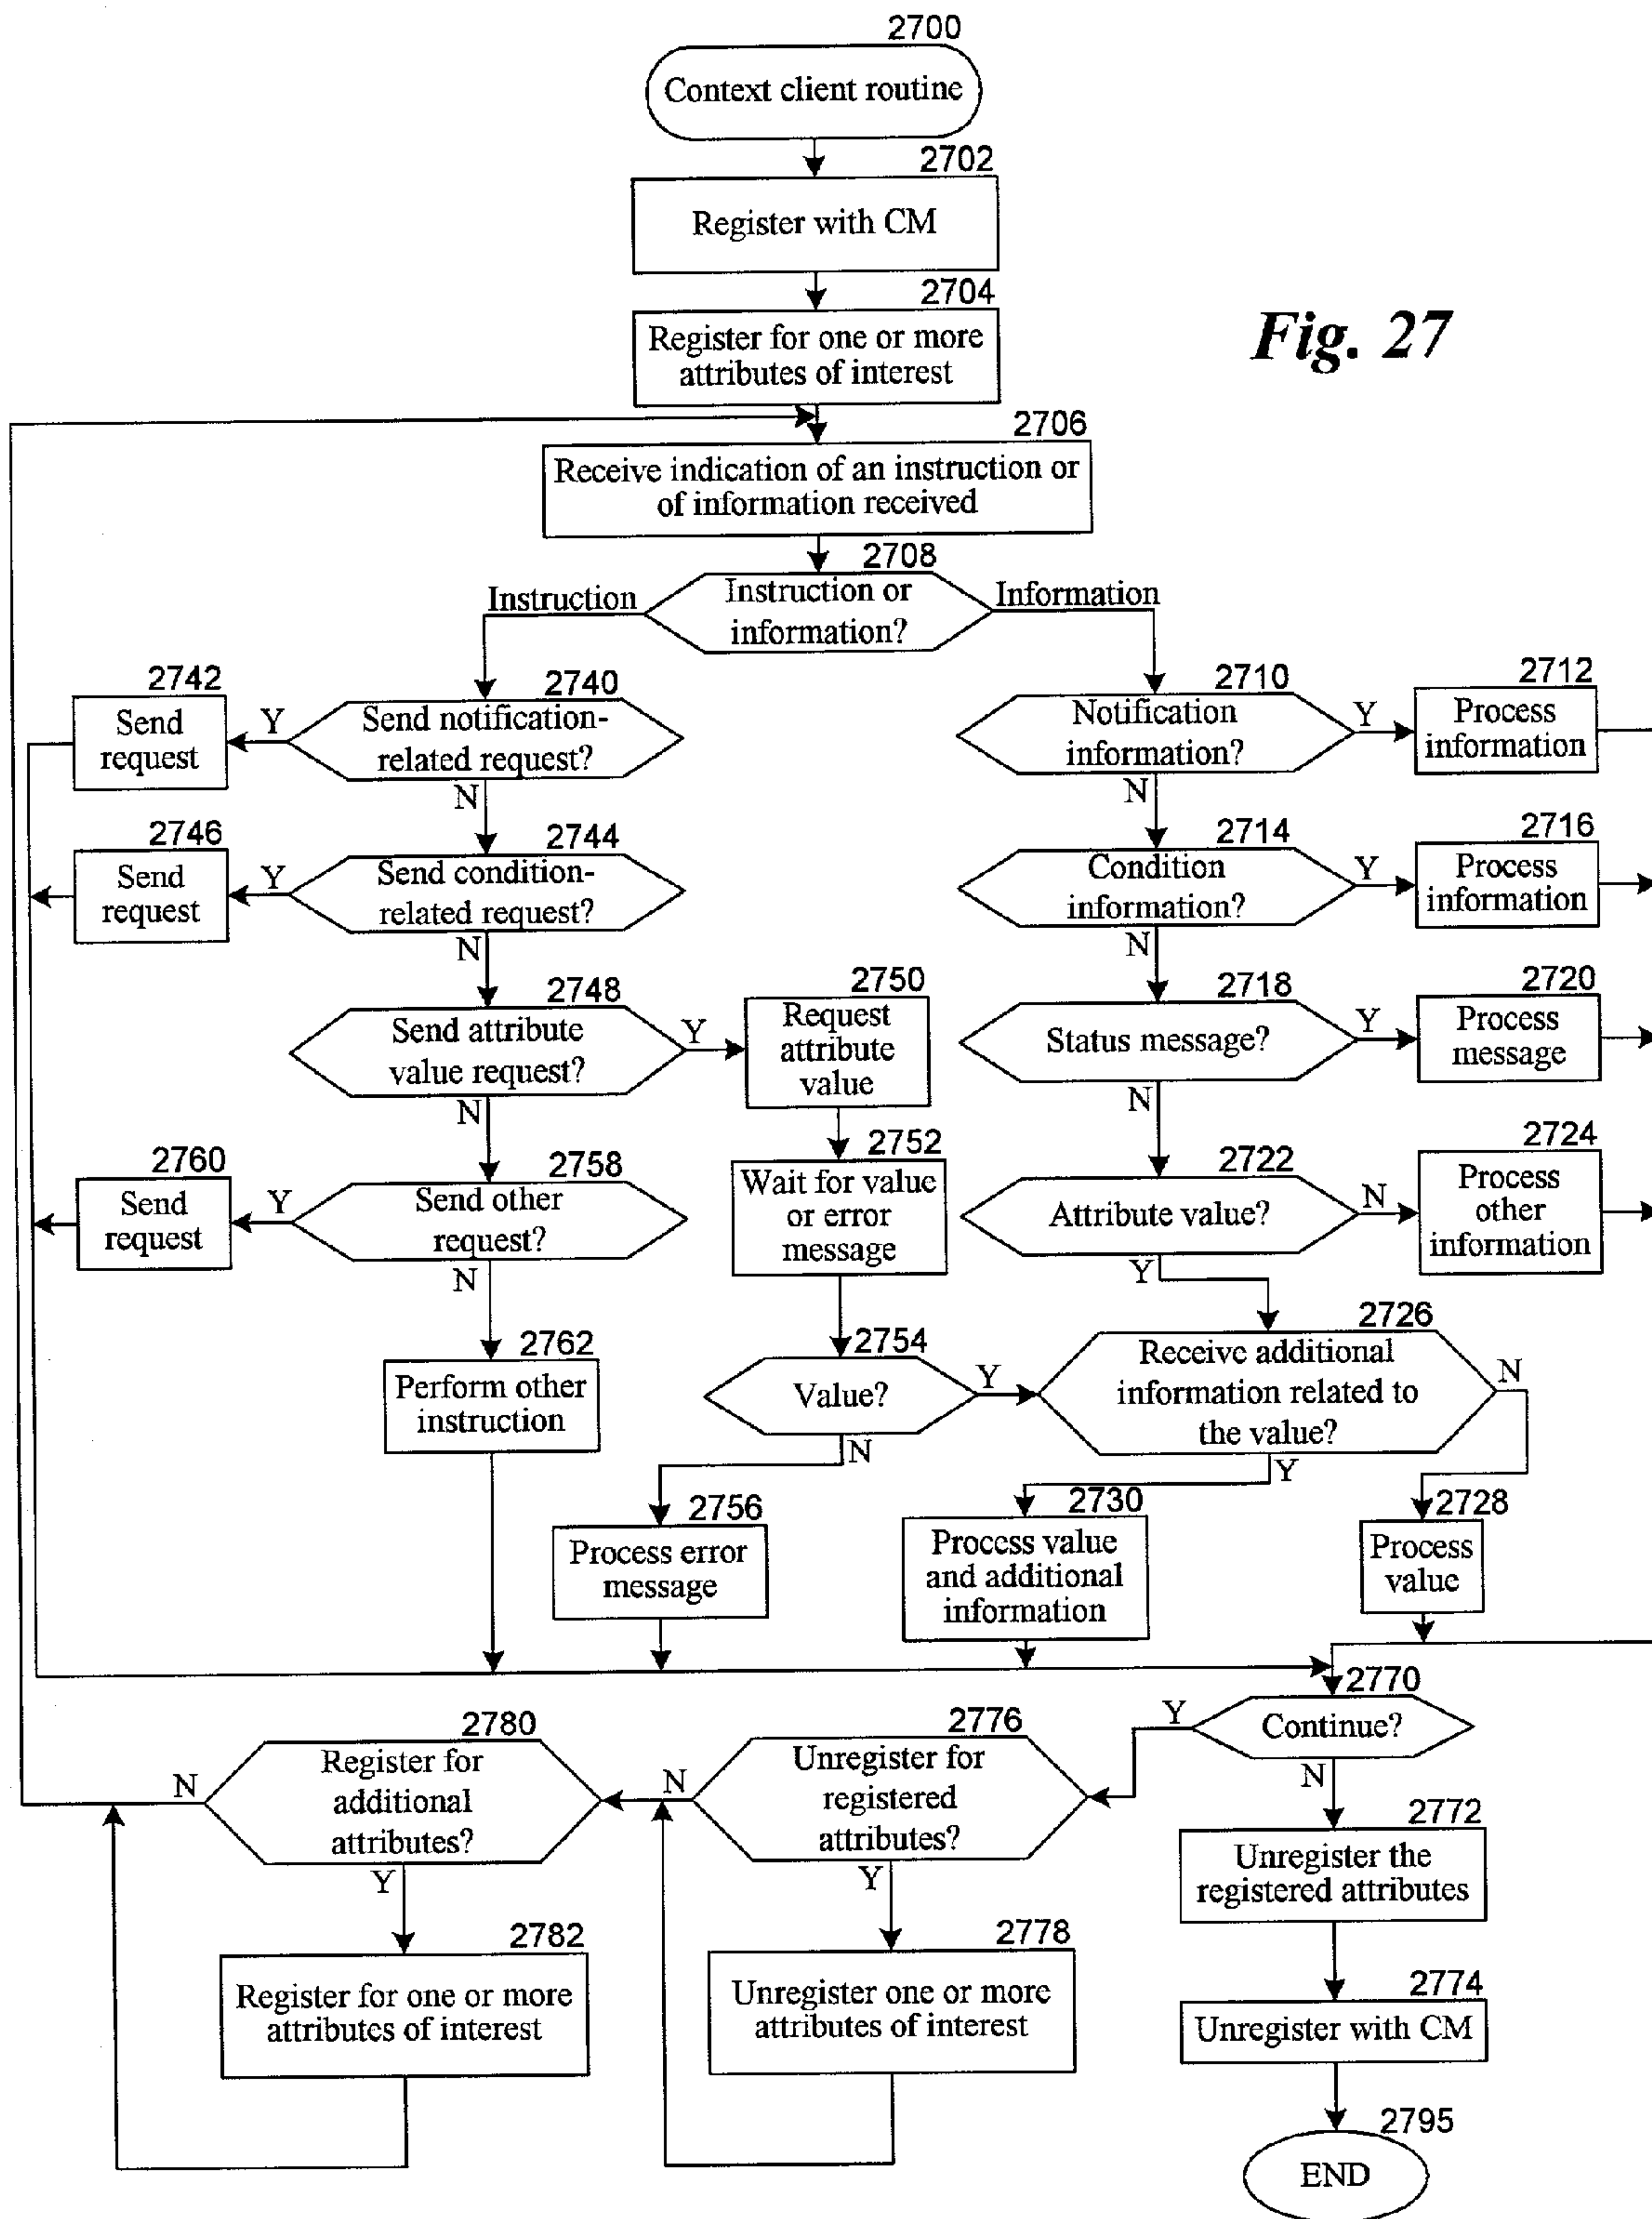 2700
Context client routine
2702
Register with CM
2704
Register for one or more
attributes of interest
Fig. 27
2706
Receive indication of an instruction or
of information received
2708
Instruction or
information?
Instruction
Information
2742
Send
request
Y
2740
Send notification-
related request?
N
2710
Notification
information?
Y
N
2712
Process
information
2746
Send
request
Y
2744
Send condition-
related request?
N
2714
Condition
information?
Y
N
2716
Process
information
2748
Send attribute
value request?
Y
N
2750
Request
attribute
value
2718
Status message?
Y
N
2720
Process
message
2760
Send
request
Y
2758
Send other
request?
N
2752
Wait for value
or error
message
2722
Attribute value?
N
Y
2724
Process
other
information
2762
Perform other
instruction
2754
Value?
Y
N
2726
Receive additional
information related to
the value?
N
Y
2756
Process error
message
2730
Process value
and additional
information
2728
Process
value
2770
Continue?
Y
N
2780
Register for
additional
attributes?
N
Y
2776
Unregister for
registered
attributes?
N
Y
2772
Unregister the
registered attributes
2782
Register for one or more
attributes of interest
2778
Unregister one or more
attributes of interest
2774
Unregister with CM
2795
END